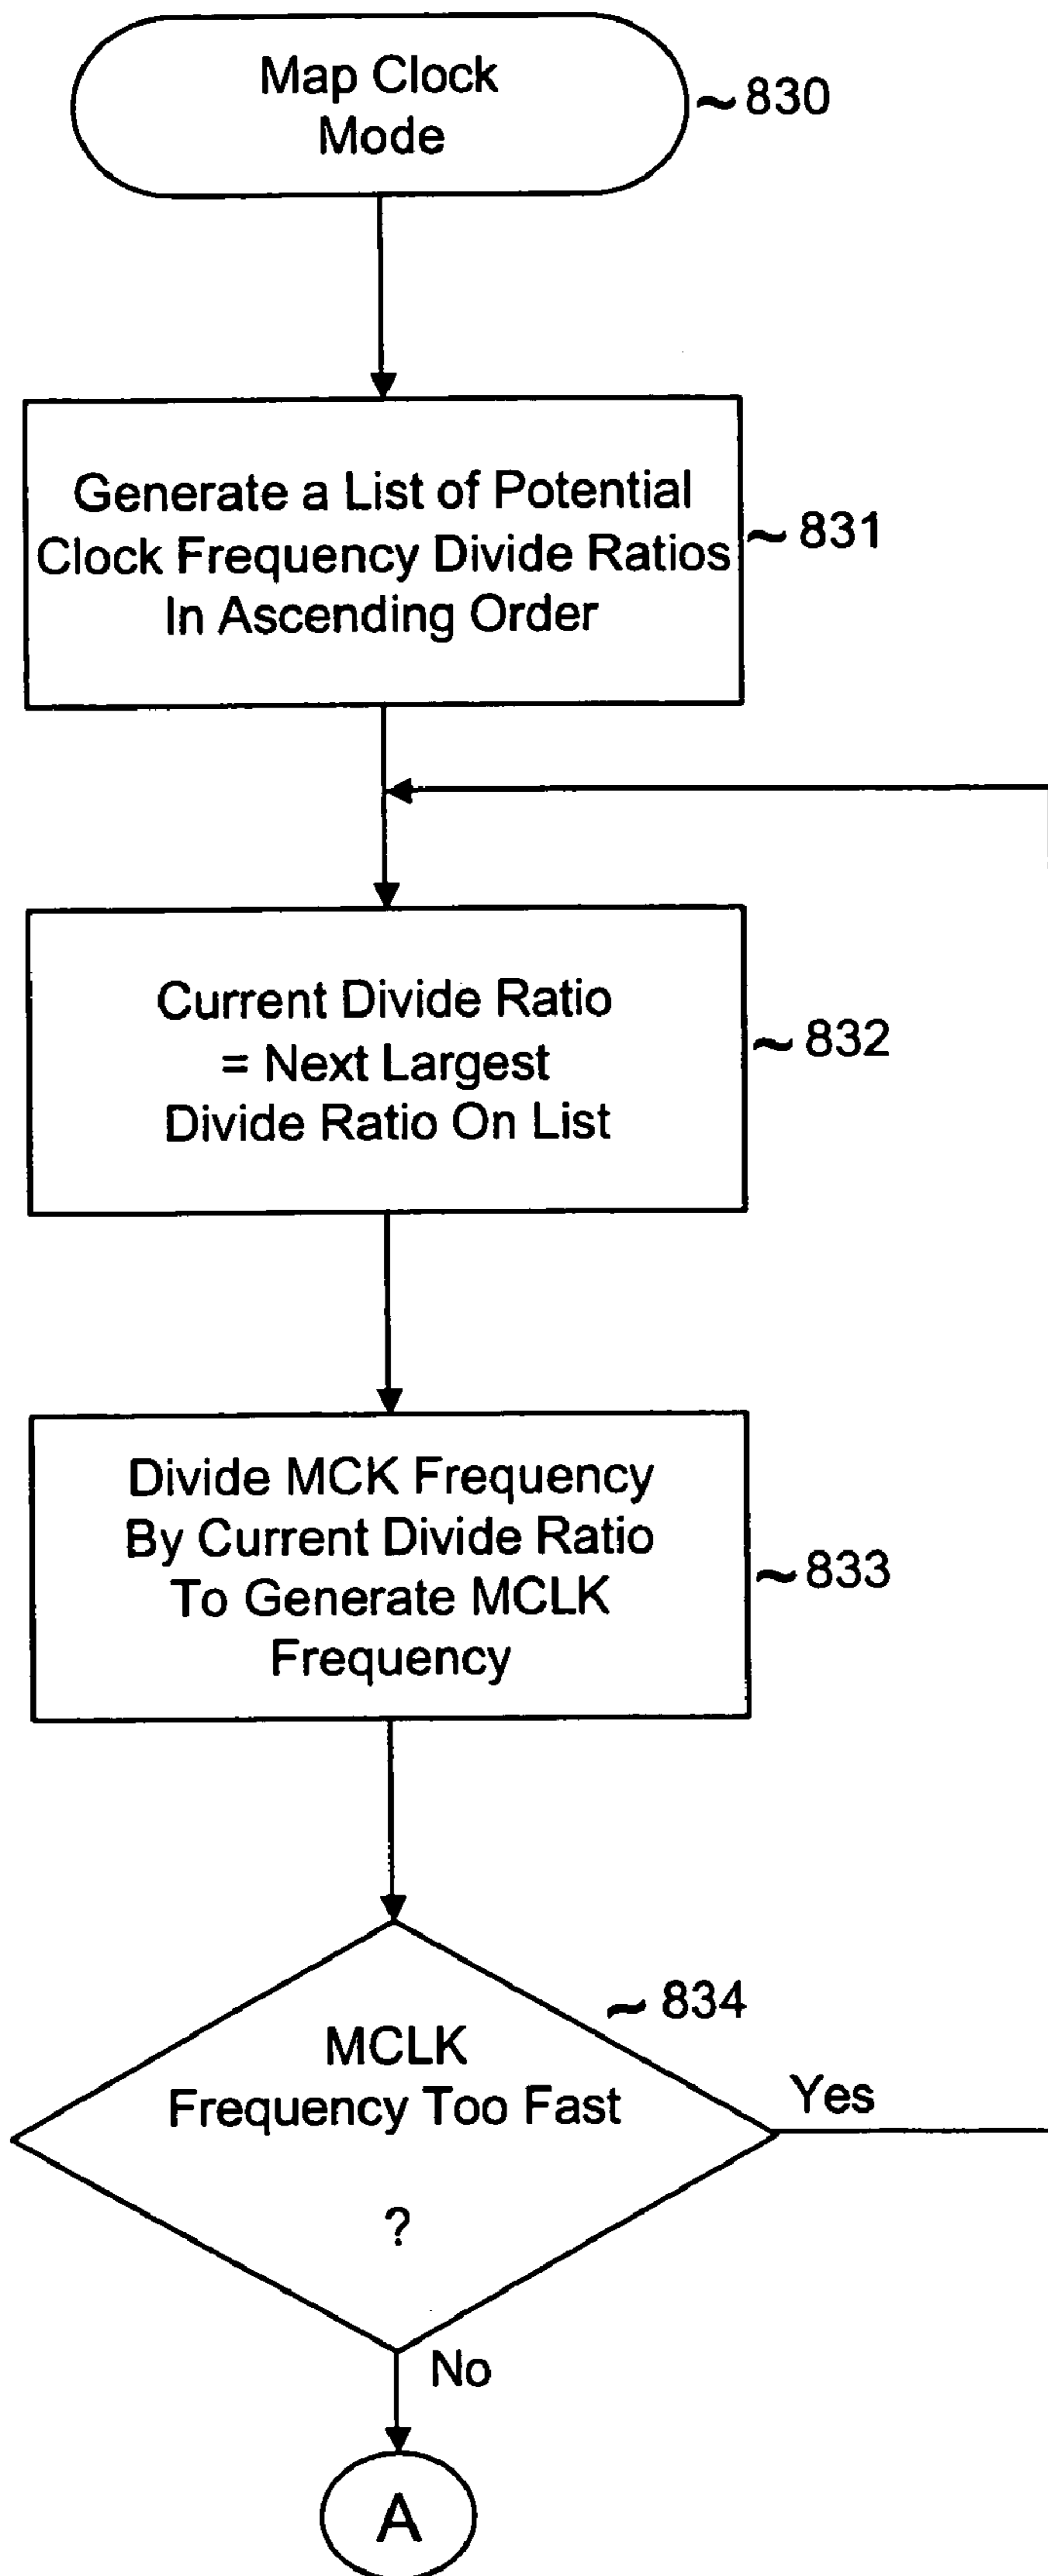 Map Clock
Mode
~830
Generate a List of Potential
Clock Frequency Divide Ratios
In Ascending Order
~831
Current Divide Ratio
= Next Largest
Divide Ratio On List
~832
Divide MCK Frequency
By Current Divide Ratio
To Generate MCLK
Frequency
~833
~834
MCLK
Frequency Too Fast
?
Yes
No
A